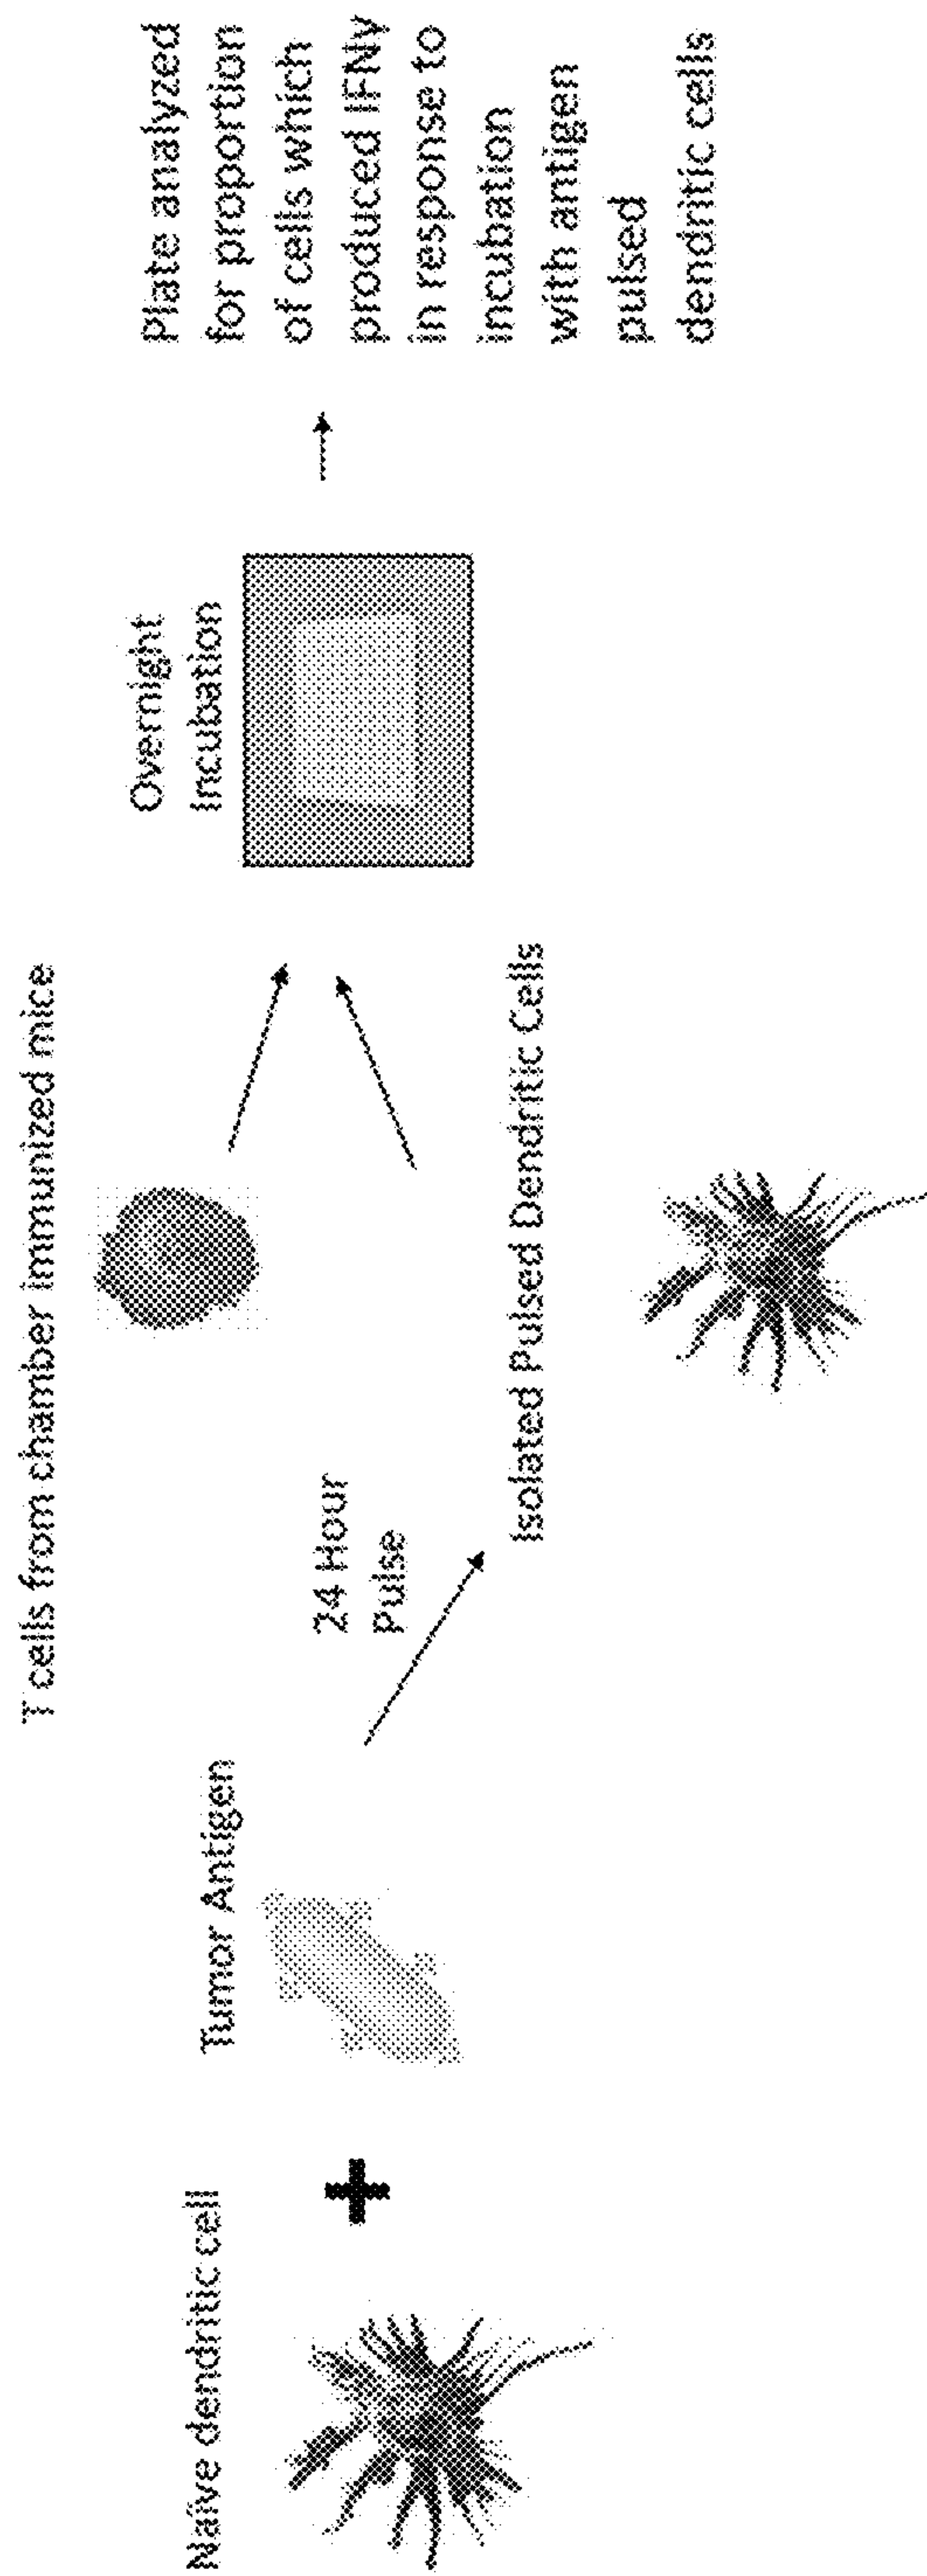 Naïve dendritic cell
+
Tumor Antigen
24 Hour
Pulse
T cells from chamber immunized mice
Isolated Pulsed Dendritic Cells
Overnight
Incubation
Plate analyzed
for proportion
of cells which
produced IFNγ
in response to
incubation
with antigen
pulsed
dendritic cells